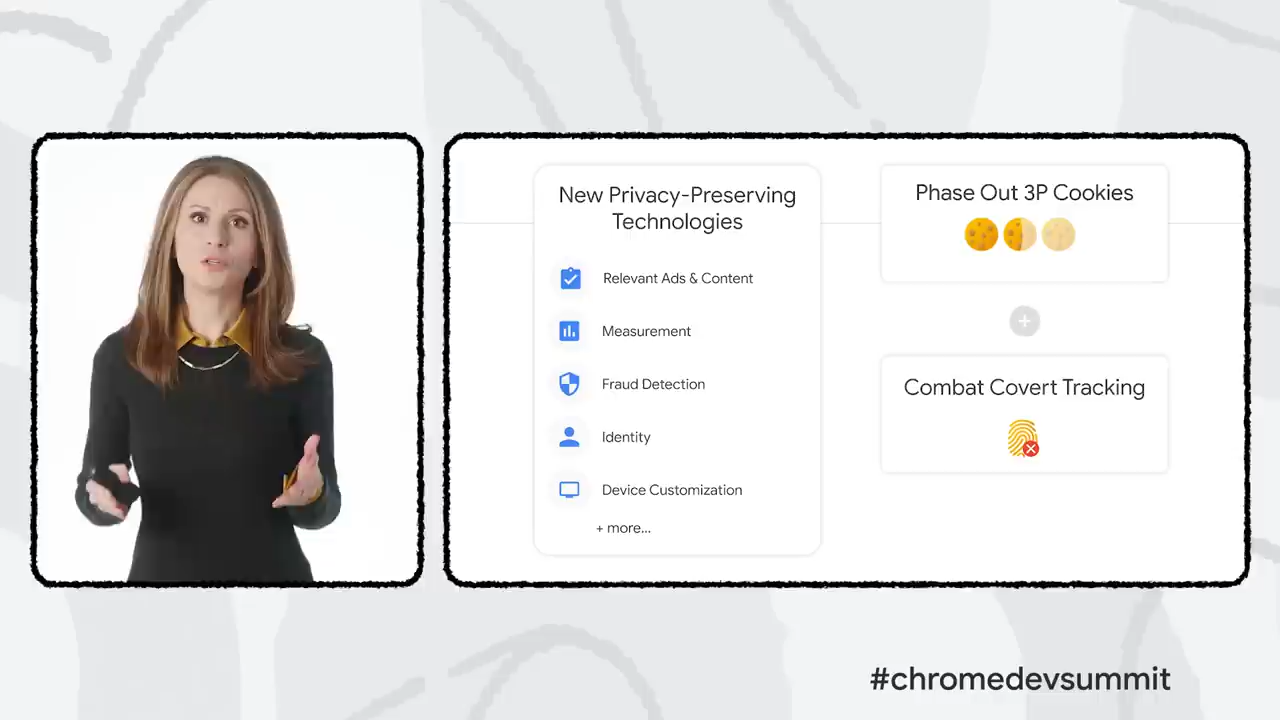 New Privacy-Preserving
Technologies
Relevant Ads & Content
Measurement
Fraud Detection
Identity
Device Customization
+ more...
Phase Out 3P Cookies
Combat Covert Tracking
#chromedevsummit